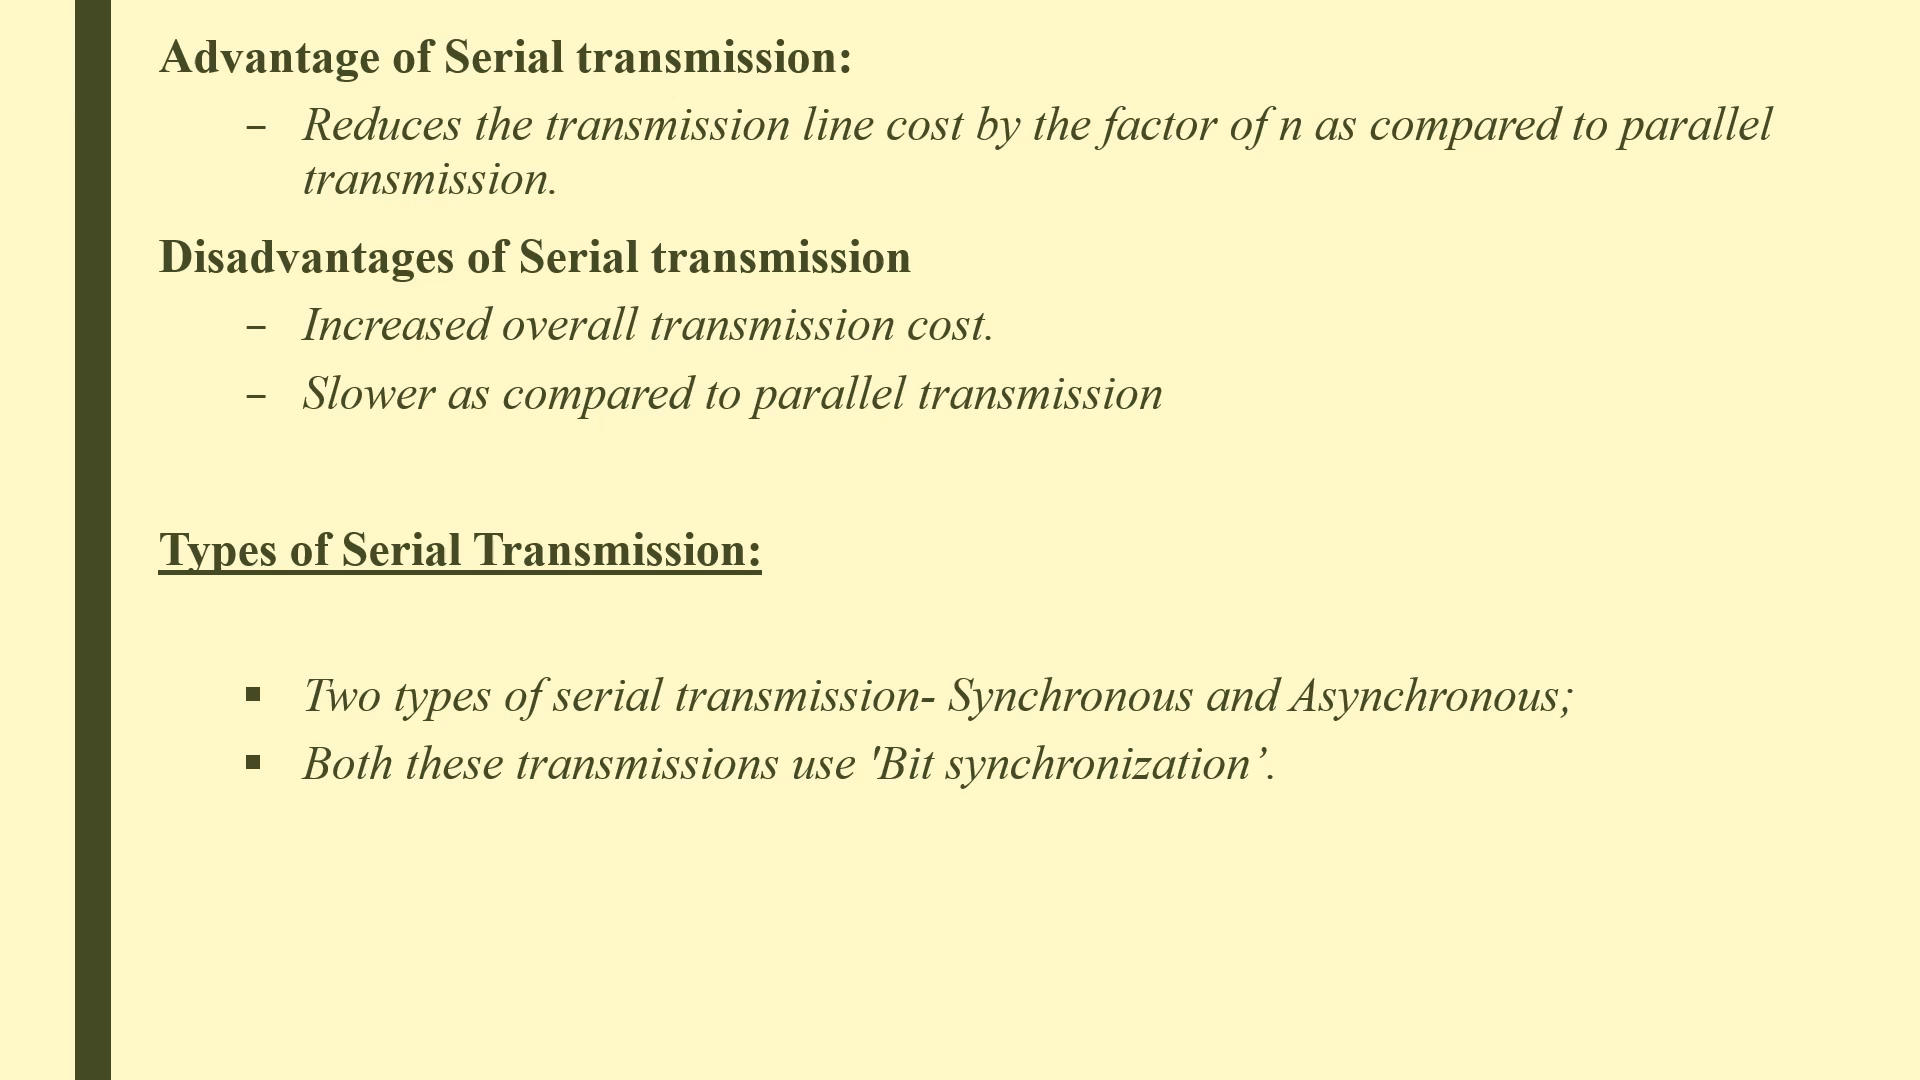 Advantage of Serial transmission:
– Reduces the transmission line cost by the factor of n as compared to parallel
transmission.
Disadvantages of Serial transmission
– Increased overall transmission cost.
– Slower as compared to parallel transmission
Types of Serial Transmission:
▪ Two types of serial transmission- Synchronous and Asynchronous;
▪ Both these transmissions use 'Bit synchronization’.